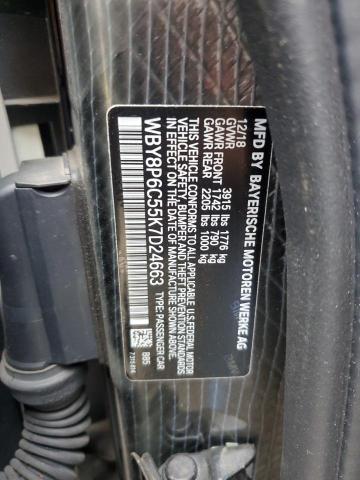 MFD BY BAYERISCHE MOTOREN WERKE AG
12/18
GVWR 3915 lbs 1776 kg
GAWR FRONT 1742 lbs 790 kg
GAWR REAR 2205 lbs 1000 kg
THIS VEHICLE CONFORMS TO ALL APPLICABLE U.S. FEDERAL MOTOR
VEHICLE SAFETY, BUMPER AND THEFT PREVENTION STANDARDS
IN EFFECT ON THE DATE OF MANUFACTURE SHOWN ABOVE.
WBY8P6C55K7D24663 TYPE: PASSENGER CAR
B85